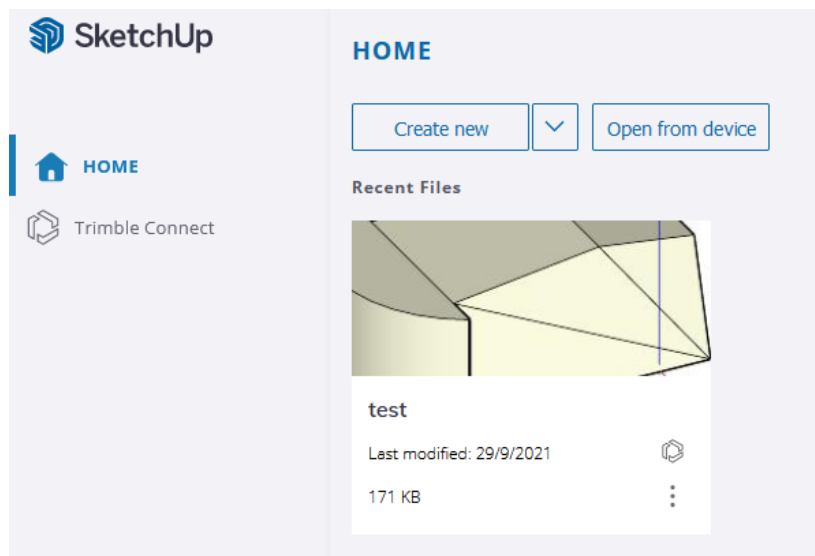 SketchUp
HOME
Create new
Open from device
HOME
Trimble Connect
Recent Files
test
Last modified: 29/9/2021
171 KB